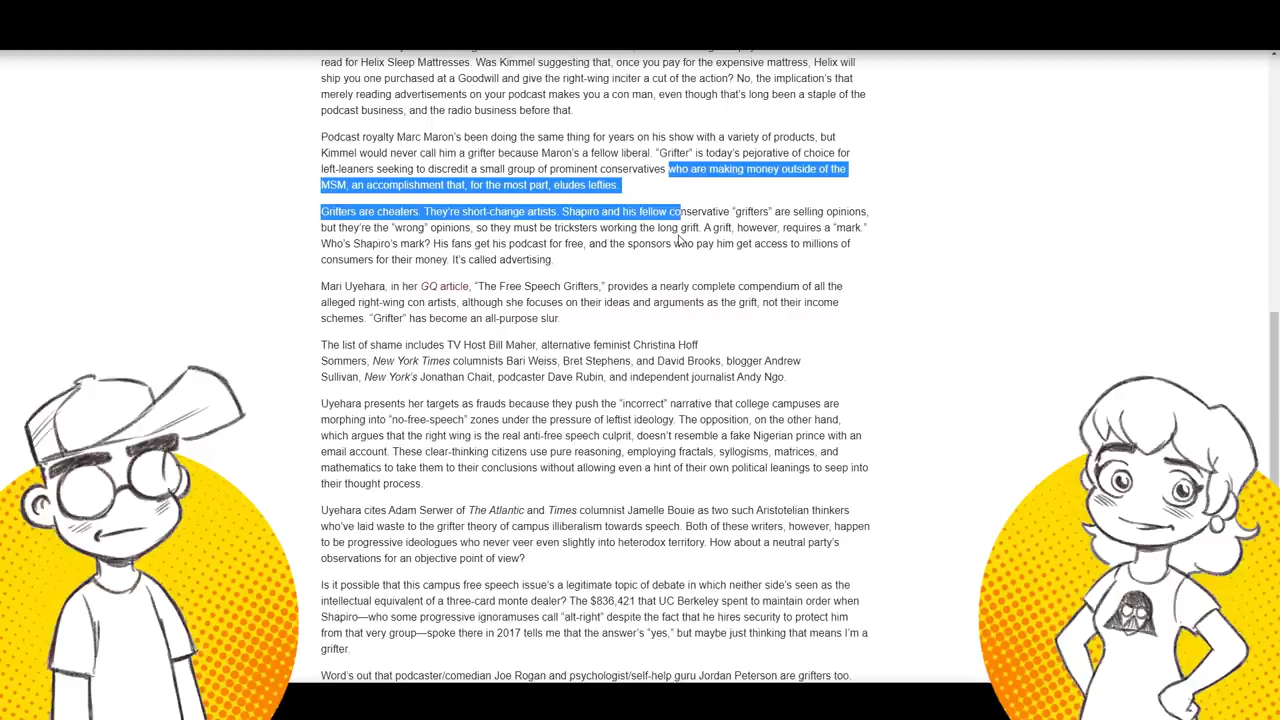 read for Helix Sleep Mattresses. Was Kimmel suggesting that, once you pay for the expensive mattress, Helix will
ship you one purchased at a Goodwill and give the right-wing inciter a cut of the action? No, the implication's that
merely reading advertisements on your podcast makes you a con man, even though that's long been a staple of the
podcast business, and the radio business before that.
Podcast royalty Marc Maron's been doing the same thing for years on his show with a variety of products, but
Kimmel would never call him a grifter because Maron's a fellow liberal. “Grifter” is today's pejorative of choice for
left-leaners seeking to discredit a small group of prominent conservatives who are making money outside of the
MSM, an accomplishment that, for the most part, eludes lefties.
Grifters are cheaters. They're short-change artists. Shapiro and his fellow conservative “grifters” are selling opinions,
but they're the “wrong” opinions, so they must be tricksters working the long grift. A grift, however, requires a “mark.”
Who's Shapiro's mark? His fans get his podcast for free, and the sponsors who pay him get access to millions of
consumers for their money. It's called advertising.
Mari Uyehara, in her GQ article, “The Free Speech Grifters,” provides a nearly complete compendium of all the
alleged right-wing con artists, although she focuses on their ideas and arguments as the grift, not their income
schemes. “Grifter” has become an all-purpose slur.
The list of shame includes TV Host Bill Maher, alternative feminist Christina Hoff
Sommers, New York Times columnists Bari Weiss, Bret Stephens, and David Brooks, blogger Andrew
Sullivan, New York's Jonathan Chait, podcaster Dave Rubin, and independent journalist Andy Ngo.
Uyehara presents her targets as frauds because they push the “incorrect” narrative that college campuses are
morphing into “no-free-speech” zones under the pressure of leftist ideology. The opposition, on the other hand,
which argues that the right wing is the real anti-free speech culprit, doesn't resemble a fake Nigerian prince with an
email account. These clear-thinking citizens use pure reasoning, employing fractals, syllogisms, matrices, and
mathematics to take them to their conclusions without allowing even a hint of their own political leanings to seep into
their thought process.
Uyehara cites Adam Serwer of The Atlantic and Times columnist Jamelle Bouie as two such Aristotelian thinkers
who've laid waste to the grifter theory of campus illiberalism towards speech. Both of these writers, however, happen
to be progressive ideologues who never veer even slightly into heterodox territory. How about a neutral party's
observations for an objective point of view?
Is it possible that this campus free speech issue's a legitimate topic of debate in which neither side's seen as the
intellectual equivalent of a three-card monte dealer? The $836,421 that UC Berkeley spent to maintain order when
Shapiro—who some progressive ignoramuses call “alt-right” despite the fact that he hires security to protect him
from that very group—spoke there in 2017 tells me that the answer's “yes,” but maybe just thinking that means I'm a
grifter.
Word's out that podcaster/comedian Joe Rogan and psychologist/self-help guru Jordan Peterson are grifters too.